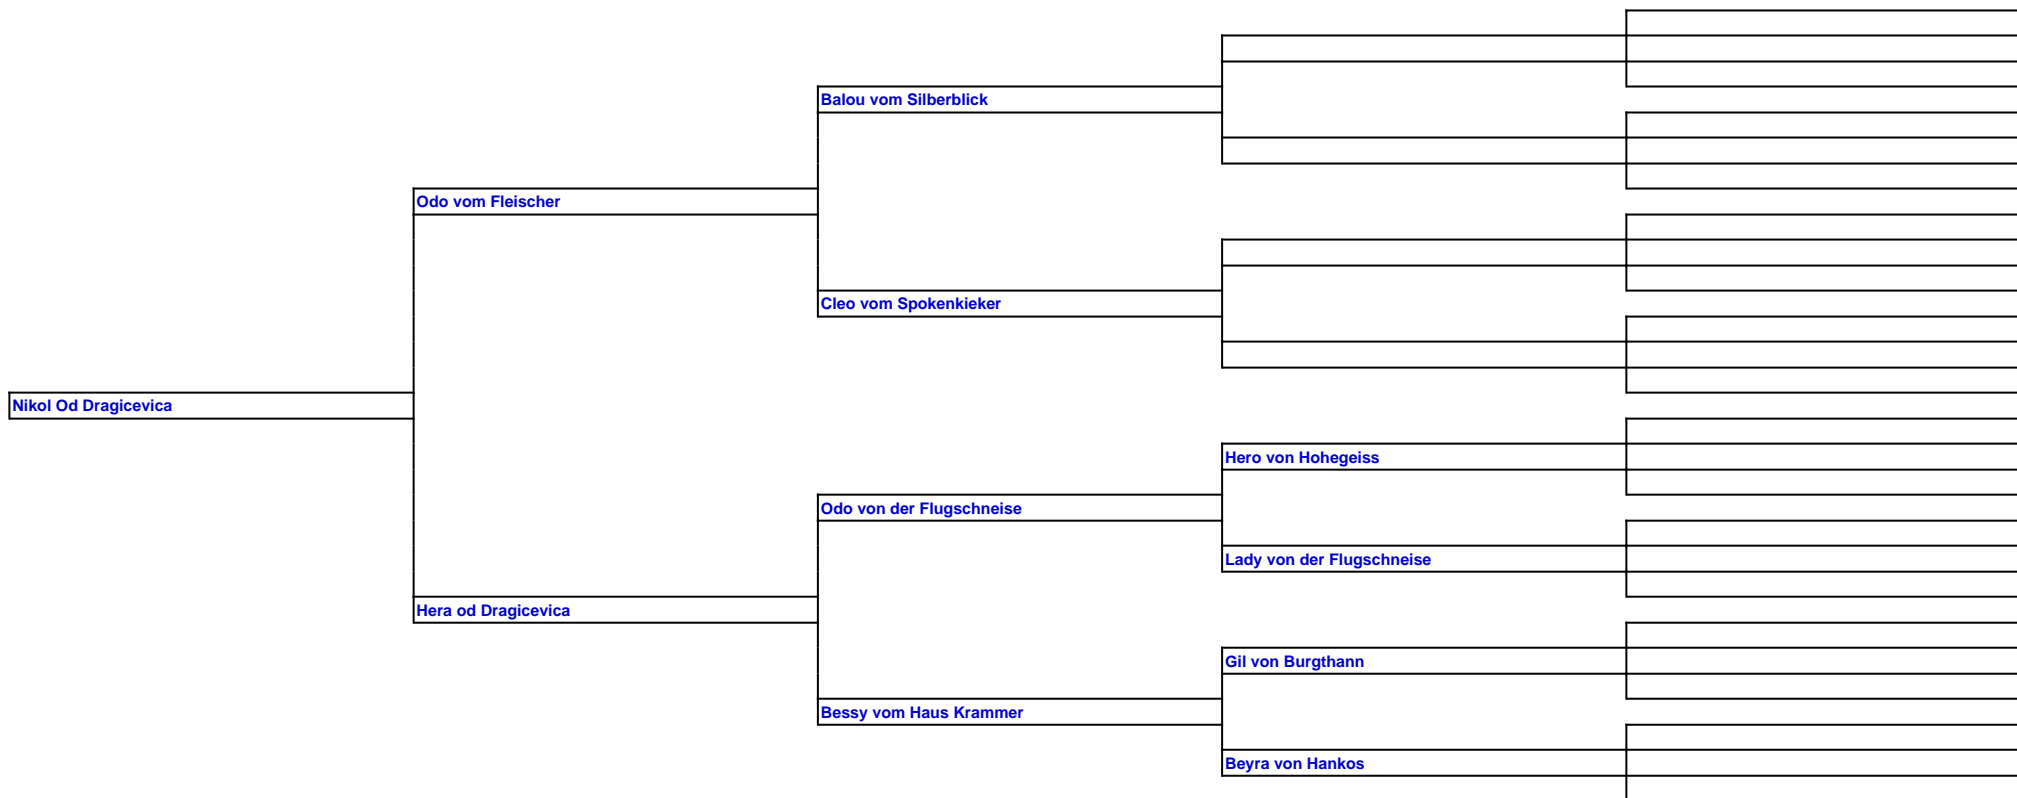 Balou vom Silberblick
Odo vom Fleischer
Cleo vom Spokenkieker
Nikol Od Dragicevica
Hero von Hohegeiss
Odo von der Flugschneise
Lady von der Flugschneise
Hera od Dragicevica
Gil von Burgthann
Bessy vom Haus Krammer
Beyra von Hankos